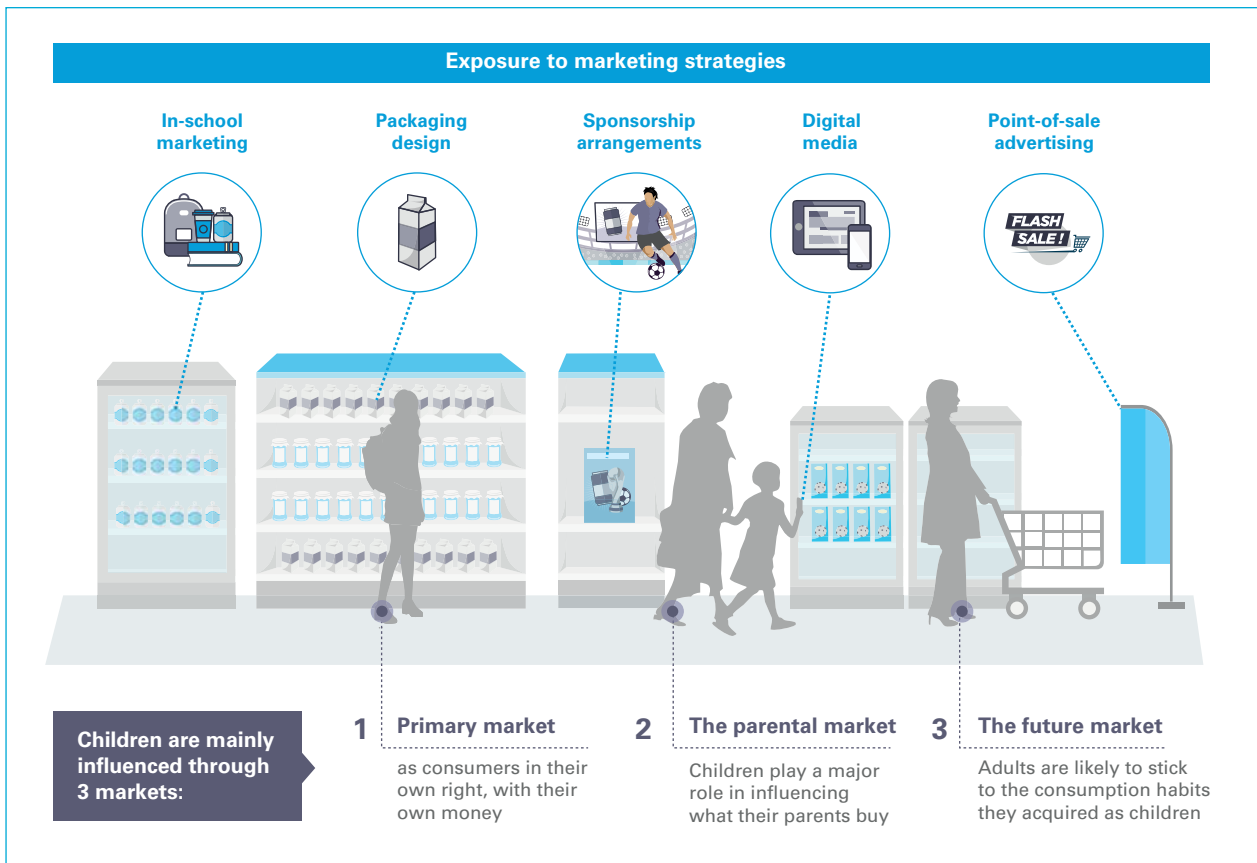 Exposure to marketing strategies
In-school
marketing
Packaging
design
Sponsorship
arrangements
Digital
media
Point-of-sale
advertising
FLASH
SALE!
Children are mainly
influenced through
3 markets:
1 Primary market
as consumers in their
own right, with their
own money
2 The parental market
Children play a major
role in influencing
what their parents buy
3 The future market
Adults are likely to stick
to the consumption habits
they acquired as children